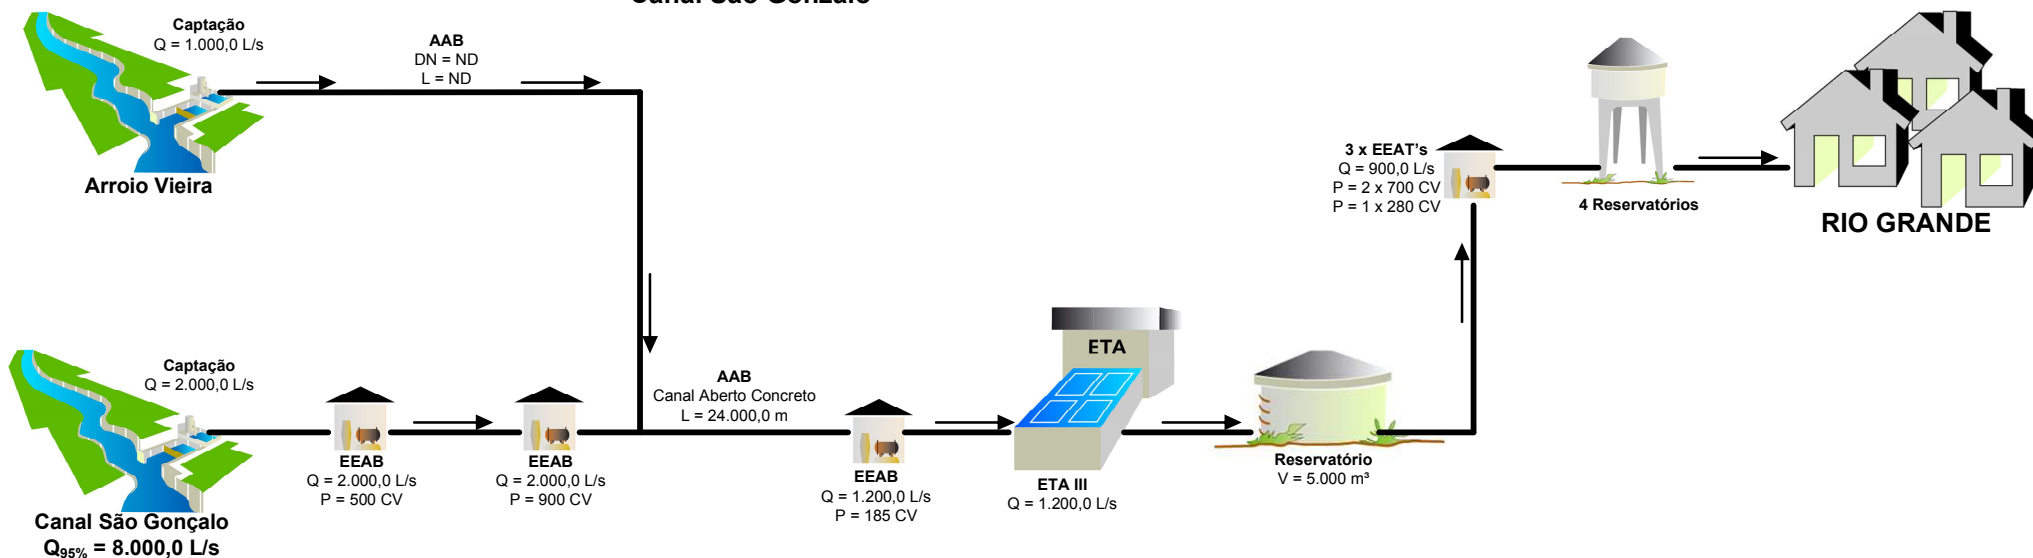 Canal São Gonzalo
Captação
Q = 1.000,0 L/s
AAB
DN = ND
L = ND
Arroio Vieira
3 x EEAT's
Q = 900,0 L/s
P = 2 x 700 CV
P = 1 x 280 CV
4 Reservatórios
RIO GRANDE
Captação
Q = 2.000,0 L/s
EEAB
Q = 2.000,0 L/s
P = 500 CV
EEAB
Q = 2.000,0 L/s
P = 900 CV
AAB
Canal Aberto Concreto
L = 24.000,0 m
EEAB
Q = 1.200,0 L/s
P = 185 CV
ETA
ETA III
Q = 1.200,0 L/s
Reservatório
V = 5.000 m³
Canal São Gonçalo
Q95% = 8.000,0 L/s